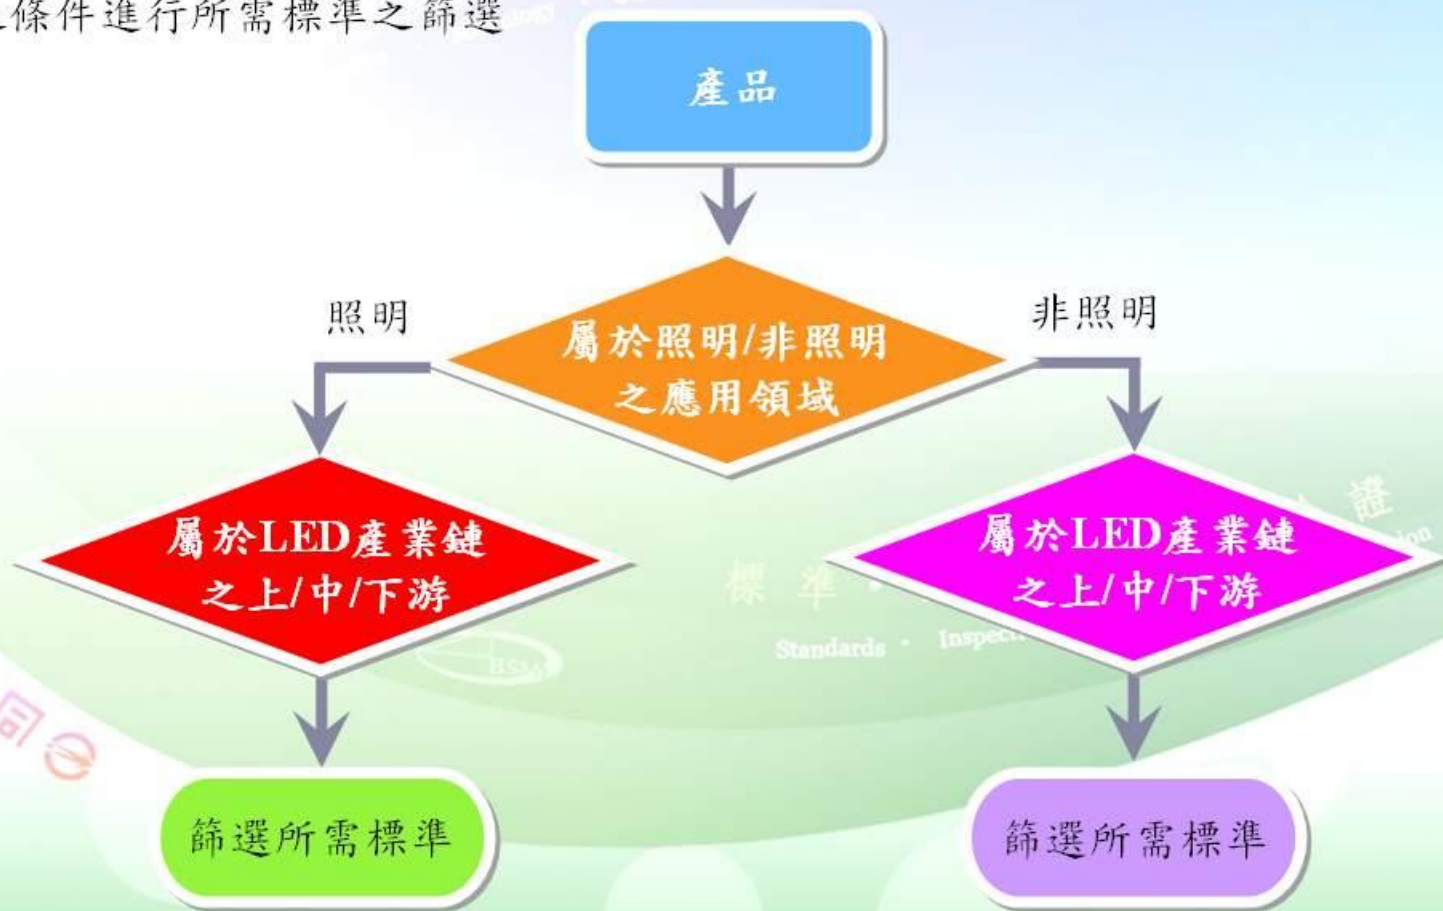 條件進行所需標準之篩選
產品
照明
非照明
屬於照明/非照明
之應用領域
屬於LED產業鏈
之上/中/下游
屬於LED產業鏈
之上/中/下游
標 準 ·
證
Standards ·
BSMI
篩選所需標準
篩選所需標準